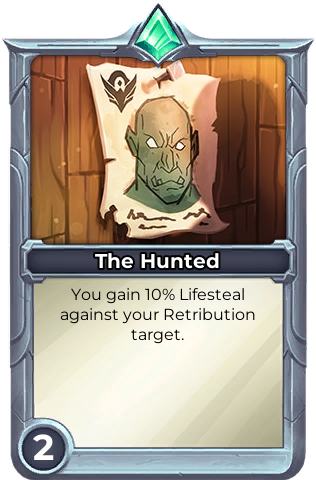 The Hunted
You gain 10% Lifesteal
against your Retribution
target.
2